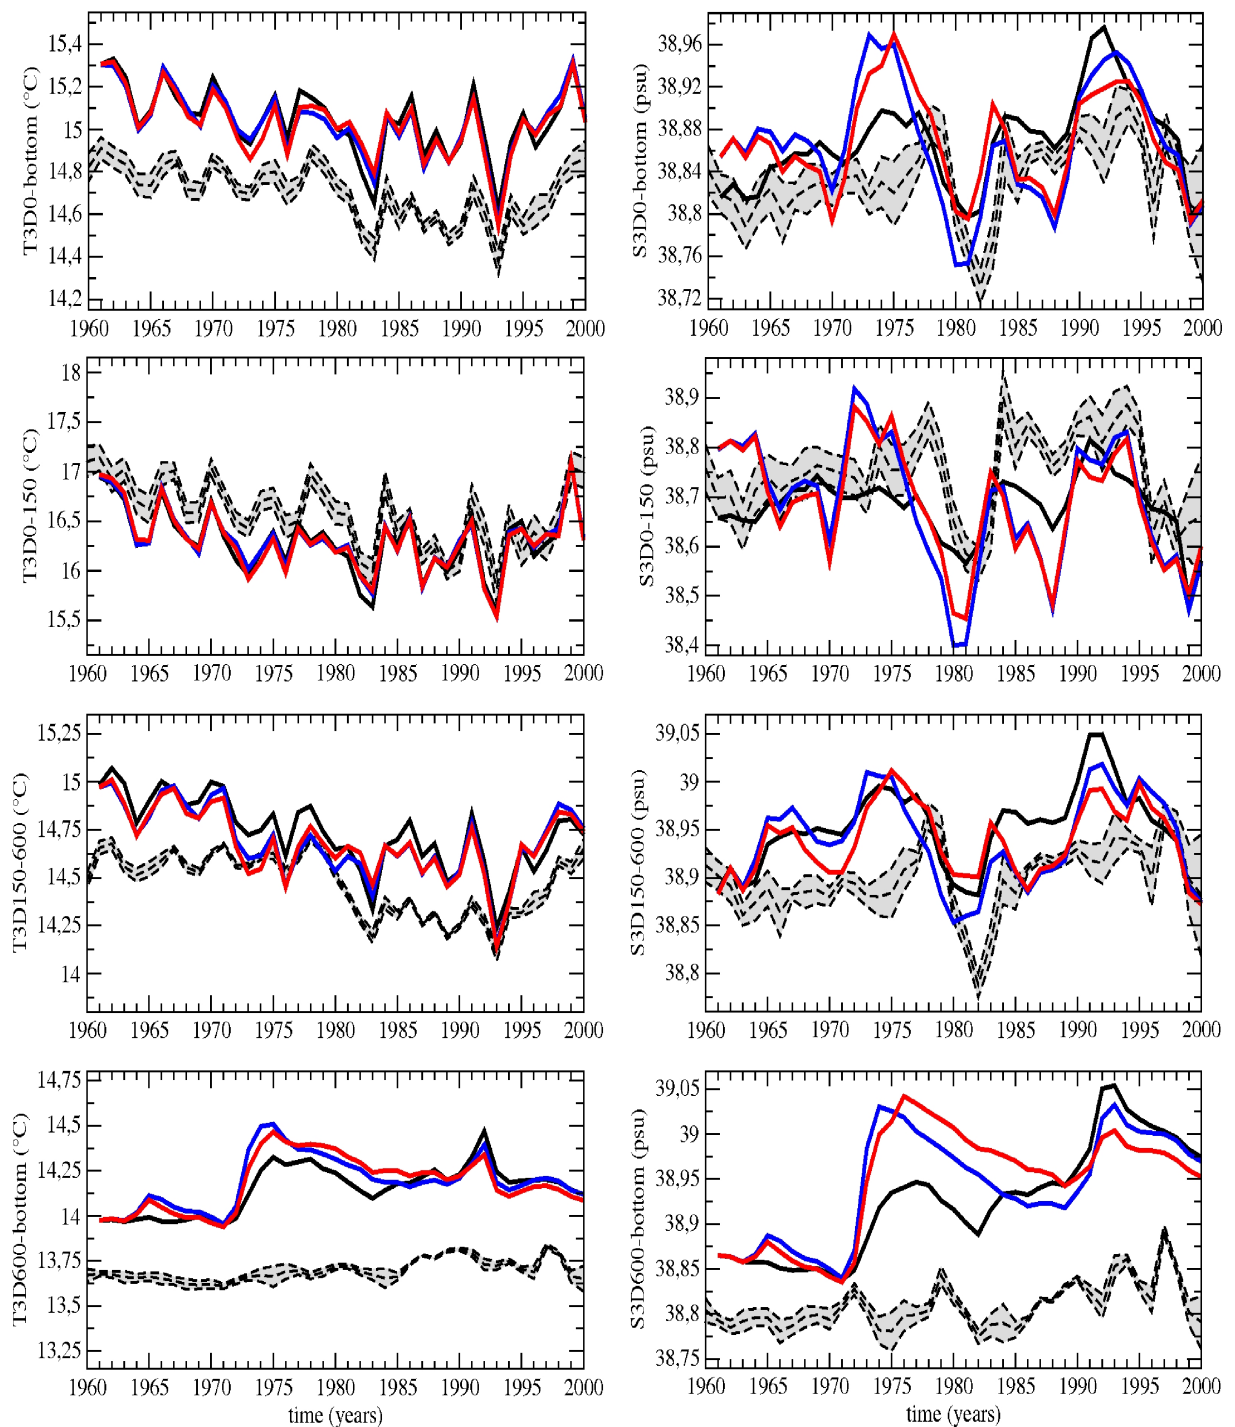 T3D0-bottom (°C)
15,4
15,2
15
14,8
14,6
14,4
14,2
1960 1965 1970 1975 1980 1985 1990 1995 2000
S3D0-bottom (psu)
38,96
38,92
38,88
38,84
38,8
38,76
38,72
1960 1965 1970 1975 1980 1985 1990 1995 2000
T3D0-150 (°C)
18
17,5
17
16,5
16
15,5
1960 1965 1970 1975 1980 1985 1990 1995 2000
S3D0-150 (psu)
38,9
38,8
38,7
38,6
38,5
38,4
1960 1965 1970 1975 1980 1985 1990 1995 2000
T3D150-600 (°C)
15,25
15
14,75
14,5
14,25
14
1960 1965 1970 1975 1980 1985 1990 1995 2000
S3D150-600 (psu)
39,05
39
38,95
38,9
38,85
38,8
1960 1965 1970 1975 1980 1985 1990 1995 2000
T3D600-bottom (°C)
14,75
14,5
14,25
14
13,75
13,5
13,25
1960 1965 1970 1975 1980 1985 1990 1995 2000
time (years)
S3D600-bottom (psu)
39,05
39
38,95
38,9
38,85
38,8
38,75
1960 1965 1970 1975 1980 1985 1990 1995 2000
time (years)